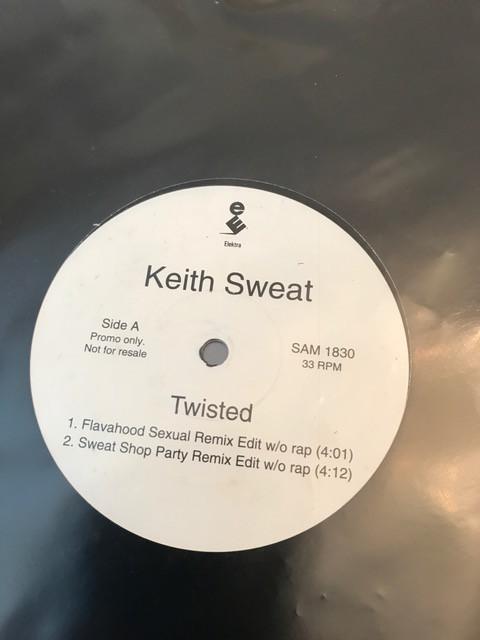 Elektra
Keith Sweat
Side A
Promo only.
Not for resale
SAM 1830
33 RPM
Twisted
1. Flavahood Sexual Remix Edit w/o rap (4:01)
2. Sweat Shop Party Remix Edit w/o rap (4:12)